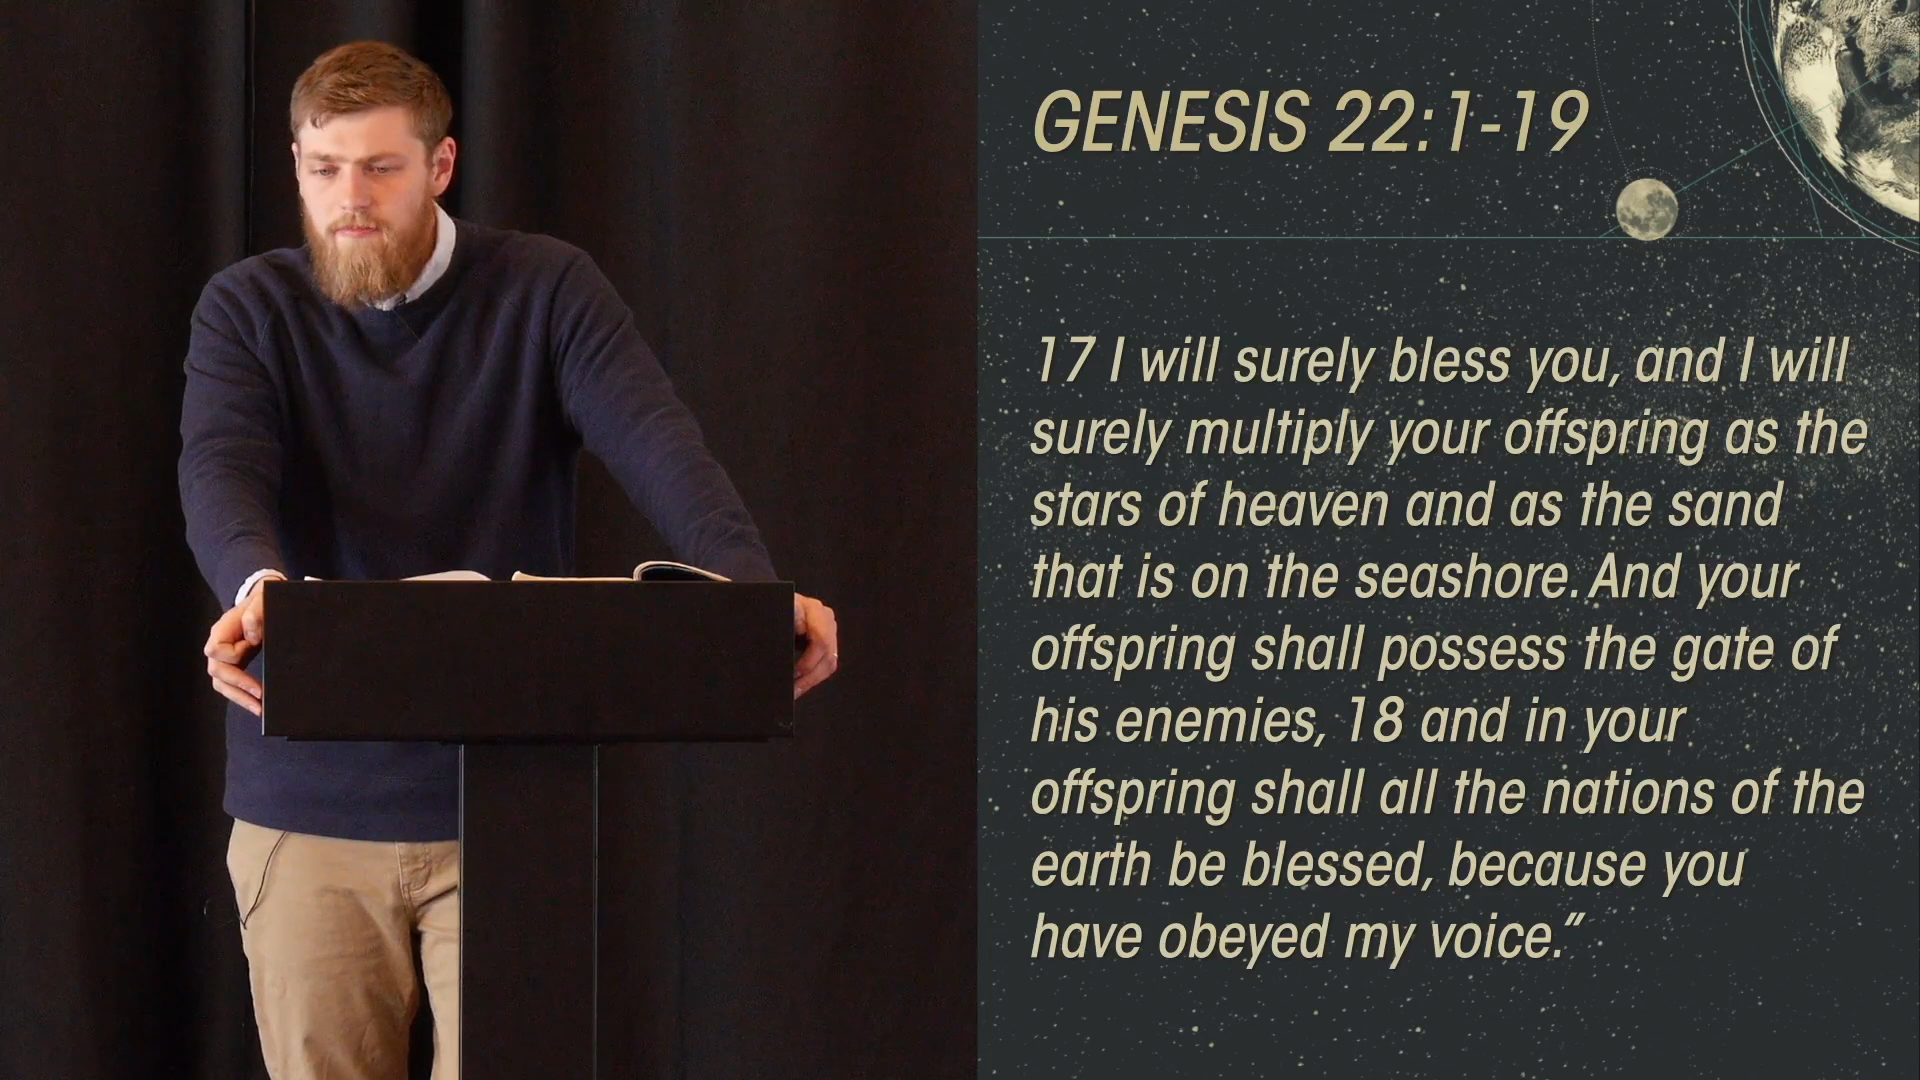 GENESIS 22:1-19
17 I will surely bless you, and I will
surely multiply your offspring as the
stars of heaven and as the sand
that is on the seashore. And your
offspring shall possess the gate of
his enemies, 18 and in your
offspring shall all the nations of the
earth be blessed, because you
have obeyed my voice.”